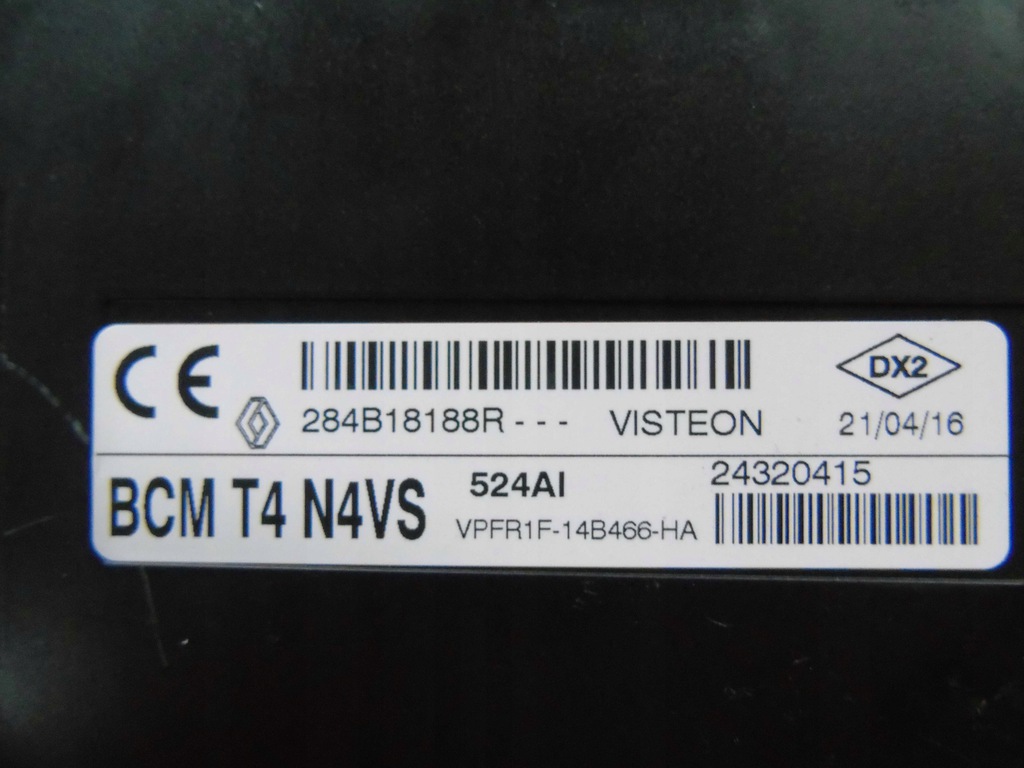 CE 284B18188R--- VISTEON DX2 21/04/16
BCM T4 N4VS 524AI 24320415
VPFR1F-14B466-HA